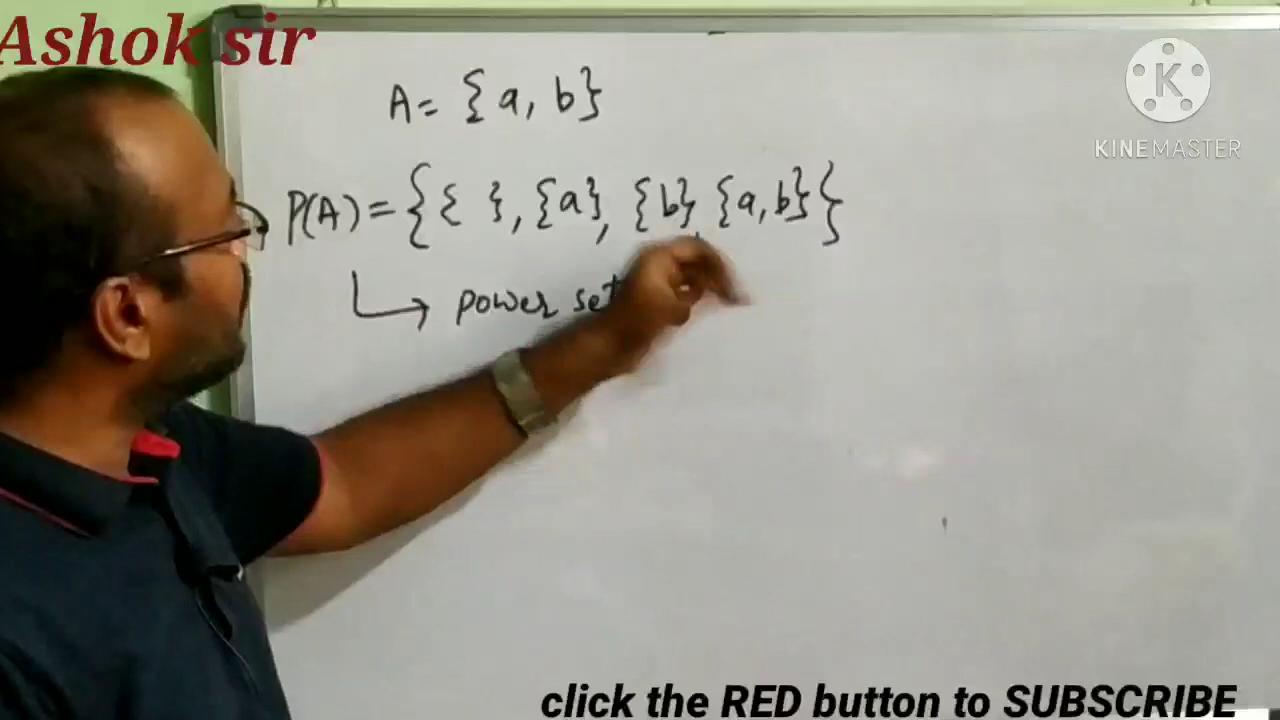 Ashok sir
A= {a, b}
P(A) = {{ }, {a}, {b}, {a, b}}
power set
KINEMASTER
click the RED button to SUBSCRIBE